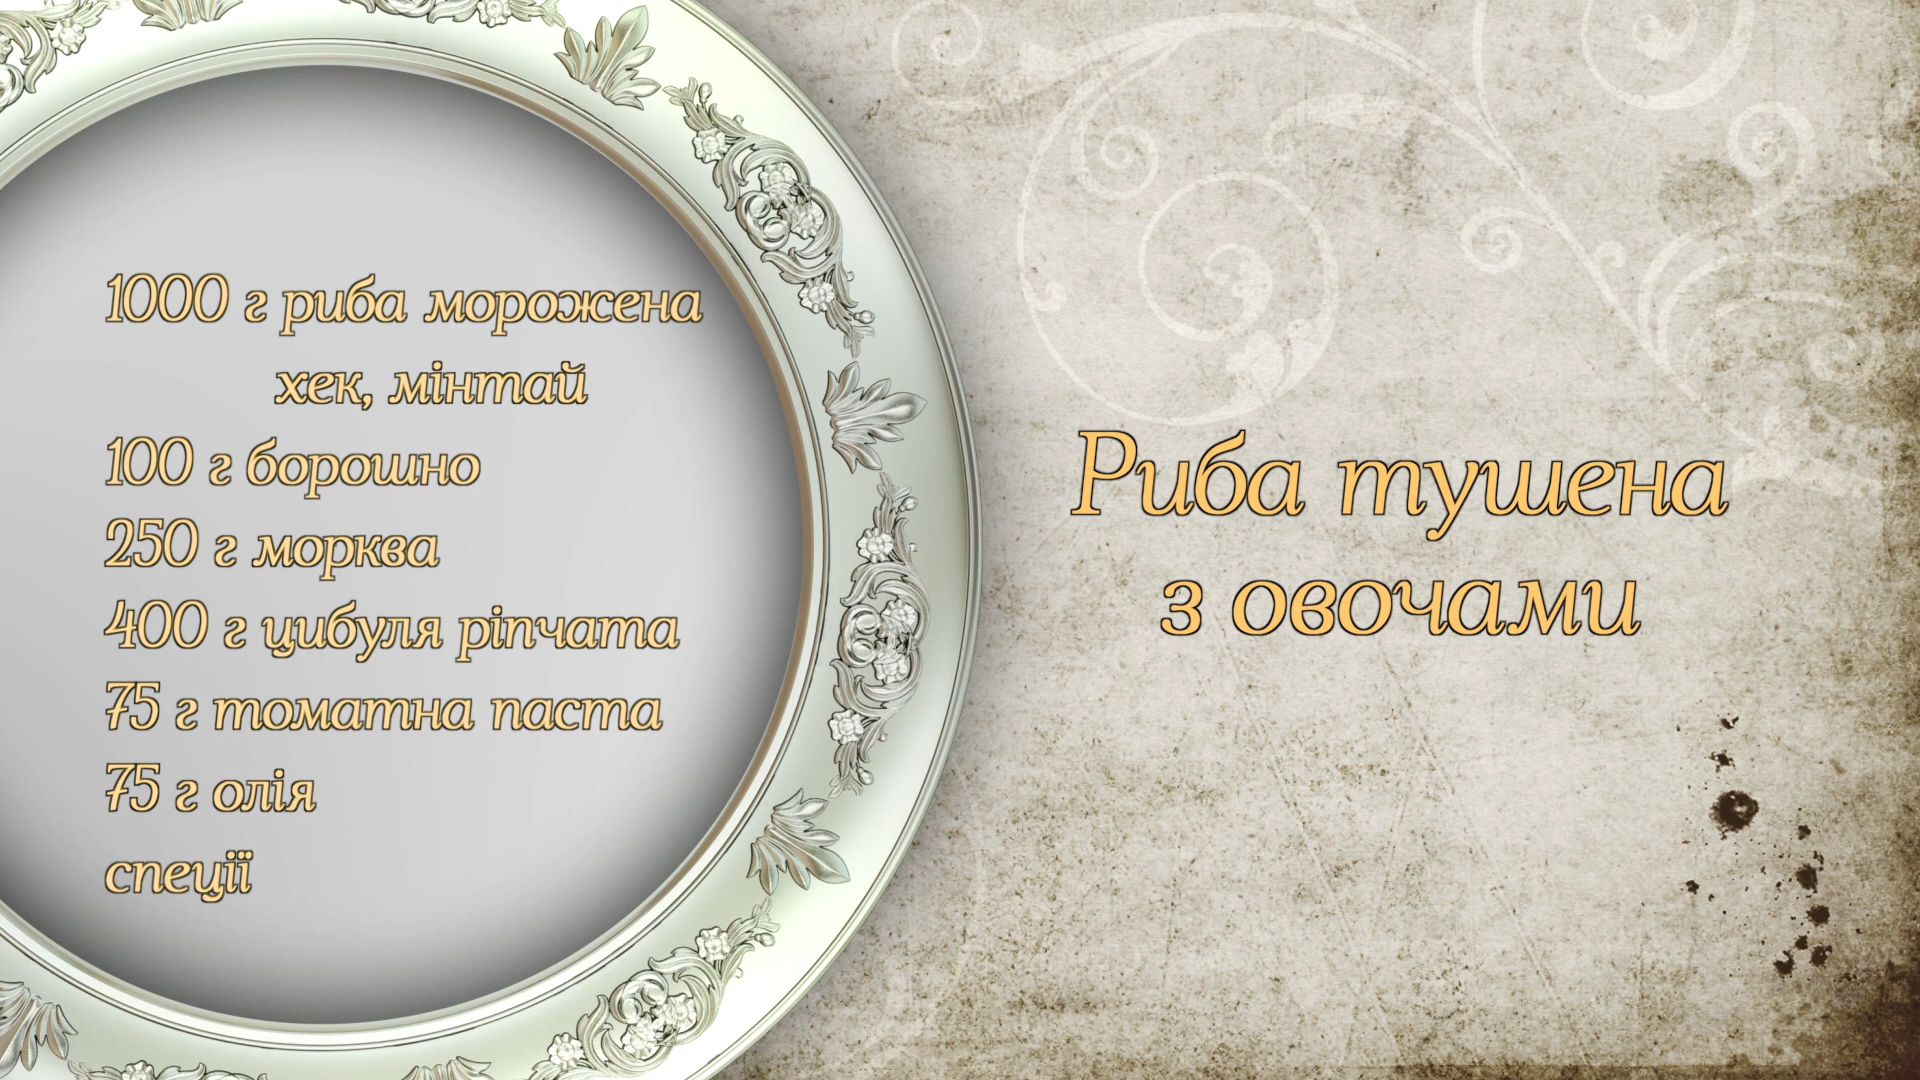 1000 г риба морожена
хек, мінтай
100 г борошно
250 г морква
400 г цибуля ріпчата
75 г томатна паста
75 г олія
спеції
Риба тушена
з овочами